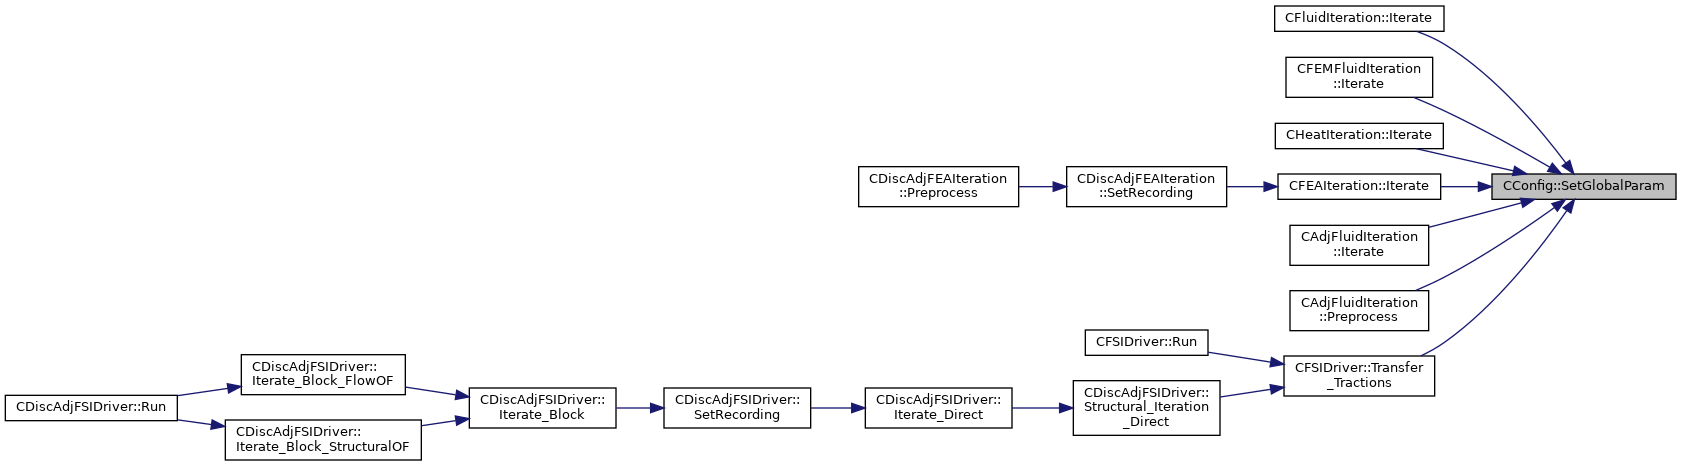 CFluidIteration::Iterate
CFEMFluidIteration
::Iterate
CHeatIteration::Iterate
CDiscAdjFEAIteration
::Preprocess
CDiscAdjFEAIteration
::SetRecording
CFEAIteration::Iterate
CConfig::SetGlobalParam
CAdjFluidIteration
::Iterate
CAdjFluidIteration
::Preprocess
CFSIDriver::Run
CFSIDriver::Transfer
_Tractions
CDiscAdjFSIDriver::
Iterate_Block_FlowOF
CDiscAdjFSIDriver::Run
CDiscAdjFSIDriver::
Iterate_Block_StructuralOF
CDiscAdjFSIDriver::
Iterate_Block
CDiscAdjFSIDriver::
SetRecording
CDiscAdjFSIDriver::
Iterate_Direct
CDiscAdjFSIDriver::
Structural_Iteration
_Direct